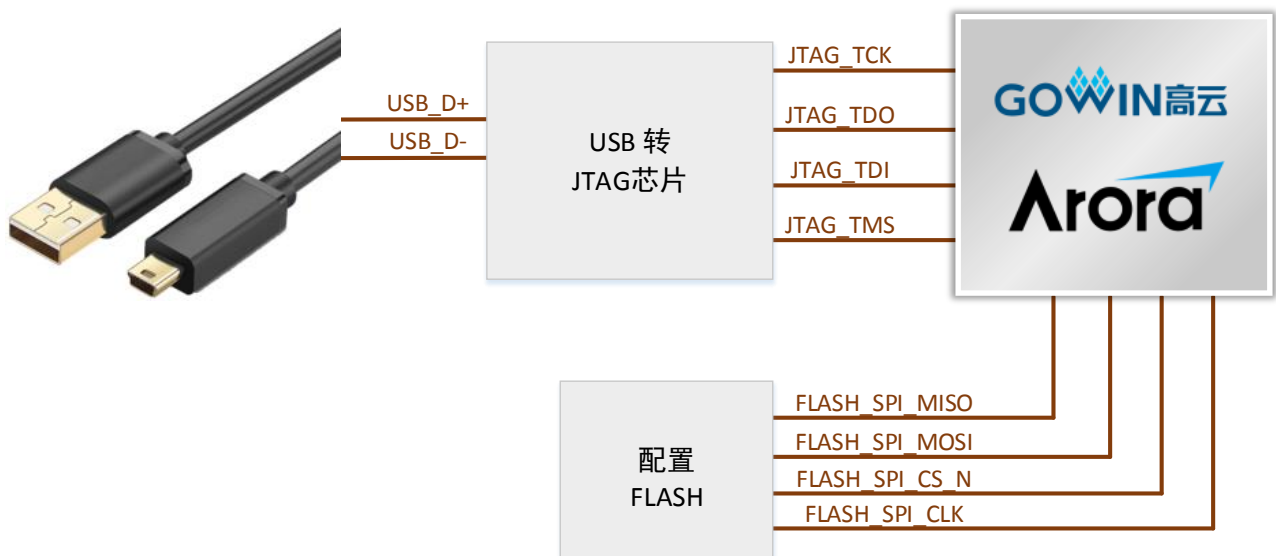 USB_D+
USB_D-
USB 转
JTAG芯片
JTAG_TCK
JTAG_TDO
JTAG_TDI
JTAG_TMS
GOWIN高云
Arora
配置
FLASH
FLASH_SPI_MISO
FLASH_SPI_MOSI
FLASH_SPI_CS_N
FLASH_SPI_CLK